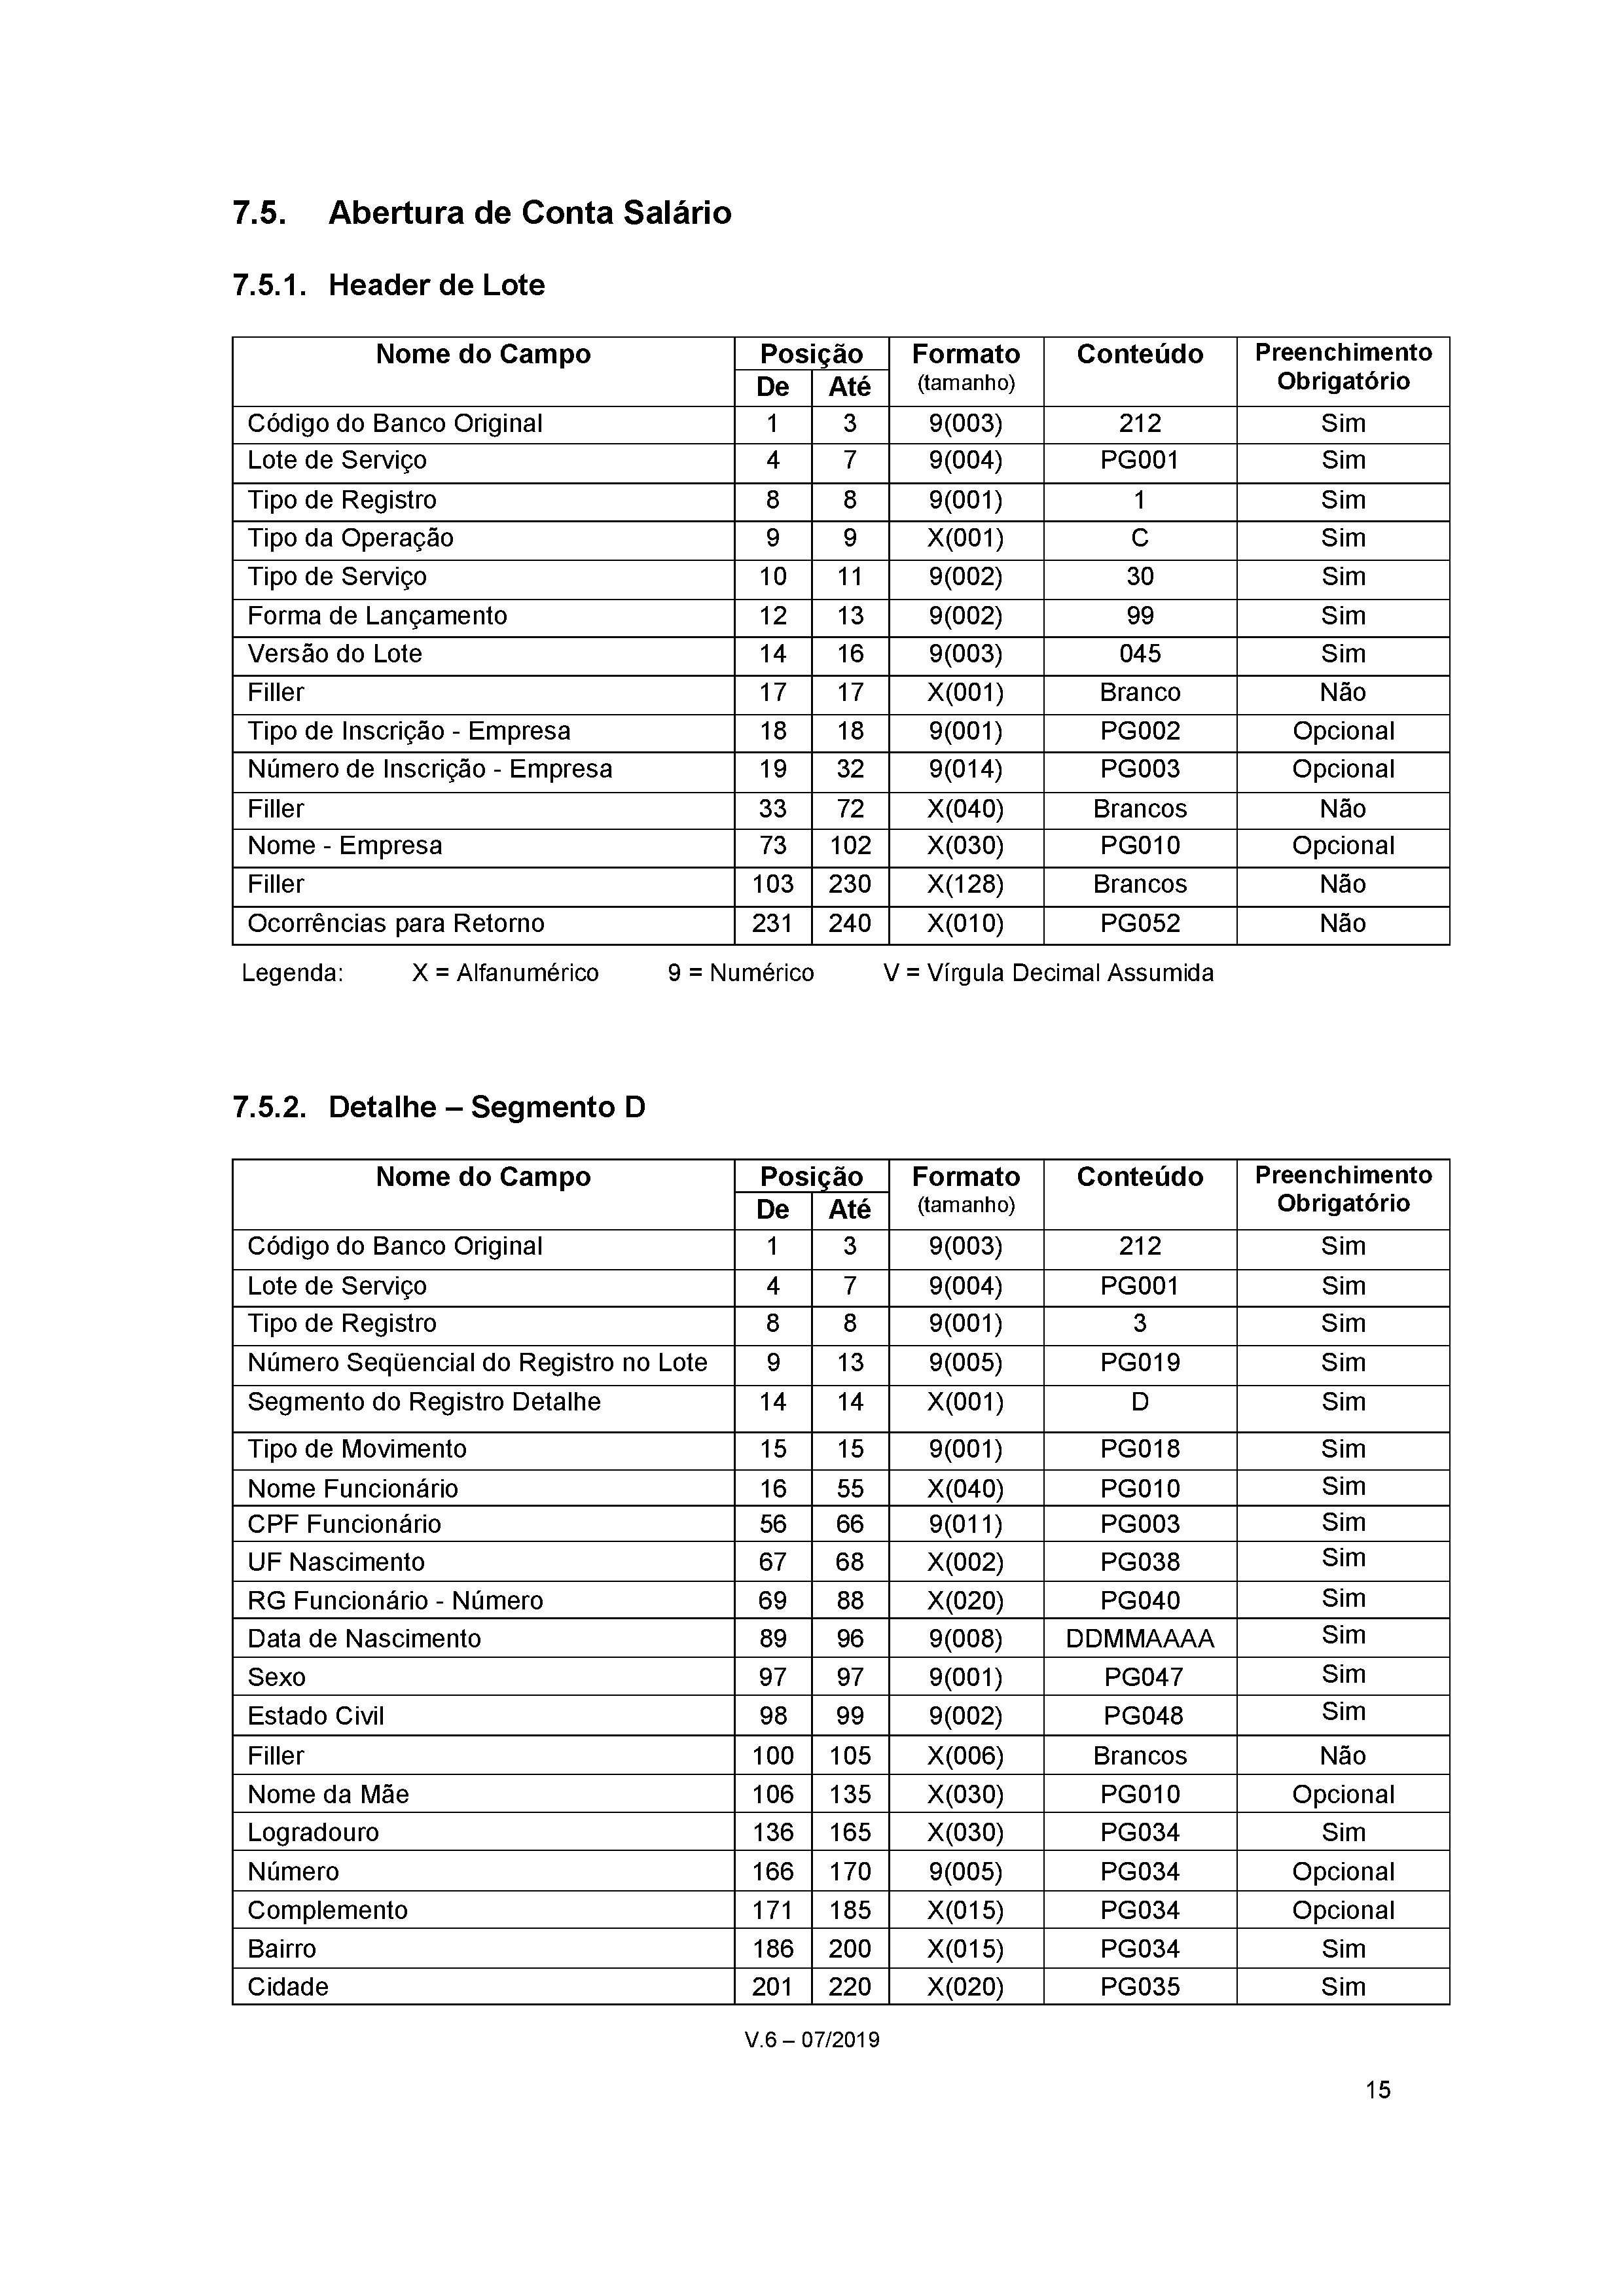 7.5. Abertura de Conta Salário
7.5.1. Header de Lote
Nome do Campo Posição Formato Conteúdo Preenchimento
De Até (tamanho) Obrigatório
Código do Banco Original 1 3 9(003) 212 Sim
Lote de Serviço 4 7 9(004) PG001 Sim
Tipo de Registro 8 8 9(001) 1 Sim
Tipo da Operação 9 9 X(001) C Sim
Tipo de Serviço 10 11 9(002) 30 Sim
Forma de Lançamento 12 13 9(002) 99 Sim
Versão do Lote 14 16 9(003) 045 Sim
Filler 17 17 X(001) Branco Não
Tipo de Inscrição - Empresa 18 18 9(001) PG002 Opcional
Número de Inscrição - Empresa 19 32 9(014) PG003 Opcional
Filler 33 72 X(040) Brancos Não
Nome - Empresa 73 102 X(030) PG010 Opcional
Filler 103 230 X(128) Brancos Não
Ocorrências para Retorno 231 240 X(010) PG052 Não
Legenda: X = Alfanumérico 9 = Numérico V = Vírgula Decimal Assumida
7.5.2. Detalhe – Segmento D
Nome do Campo Posição Formato Conteúdo Preenchimento
De Até (tamanho) Obrigatório
Código do Banco Original 1 3 9(003) 212 Sim
Lote de Serviço 4 7 9(004) PG001 Sim
Tipo de Registro 8 8 9(001) 3 Sim
Número Seqüencial do Registro no Lote 9 13 9(005) PG019 Sim
Segmento do Registro Detalhe 14 14 X(001) D Sim
Tipo de Movimento 15 15 9(001) PG018 Sim
Nome Funcionário 16 55 X(040) PG010 Sim
CPF Funcionário 56 66 9(011) PG003 Sim
UF Nascimento 67 68 X(002) PG038 Sim
RG Funcionário - Número 69 88 X(020) PG040 Sim
Data de Nascimento 89 96 9(008) DDMMAAAA Sim
Sexo 97 97 9(001) PG047 Sim
Estado Civil 98 99 9(002) PG048 Sim
Filler 100 105 X(006) Brancos Não
Nome da Mãe 106 135 X(030) PG010 Opcional
Logradouro 136 165 X(030) PG034 Sim
Número 166 170 9(005) PG034 Opcional
Complemento 171 185 X(015) PG034 Opcional
Bairro 186 200 X(015) PG034 Sim
Cidade 201 220 X(020) PG035 Sim
V.6 – 07/2019
15